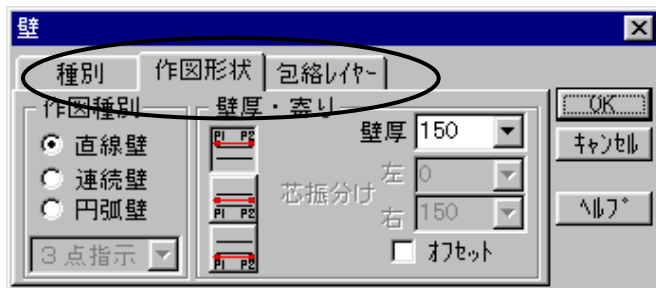 壁
種別 作図形状 包絡ﾚｲﾔｰ
作図種別 壁厚・寄り
直線壁
連続壁
円弧壁
3点指示
P1 P2
P1 P2
P1 P2
壁厚 150
芯振分け 左 0
右 150
ｵﾌｾｯﾄ
OK
ｷｬﾝｾﾙ
ﾍﾙﾌﾟ